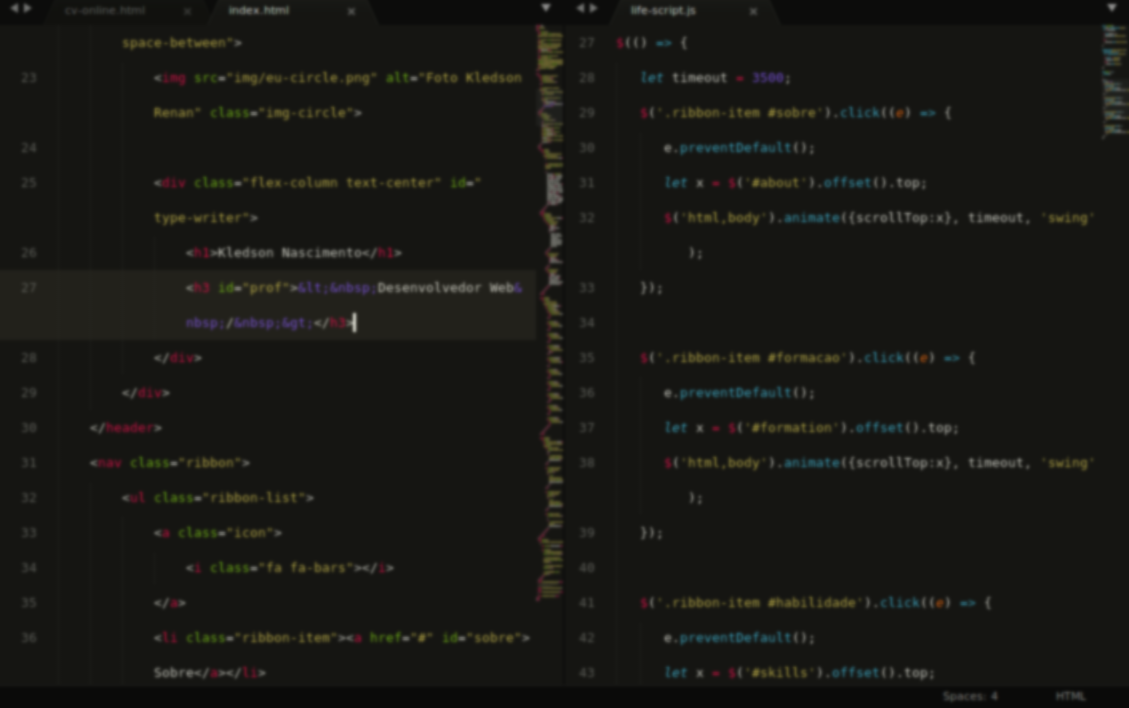 cv-online.html ×
index.html ×
life-script.js ×
space-between">
23 <img src="img/eu-circle.png" alt="Foto Kledson
Renan" class="img-circle">
24
25 <div class="flex-column text-center" id="
type-writer">
26 <h1>Kledson Nascimento</h1>
27 <h3 id="prof">&lt;&nbsp;Desenvolvedor Web&
nbsp;/&nbsp;&gt;</h3>
28 </div>
29 </div>
30 </header>
31 <nav class="ribbon">
32 <ul class="ribbon-list">
33 <a class="icon">
34 <i class="fa fa-bars"></i>
35 </a>
36 <li class="ribbon-item"><a href="#" id="sobre">
Sobre</a></li>
27 $(() => {
28 let timeout = 3500;
29 $('.ribbon-item #sobre').click((e) => {
30 e.preventDefault();
31 let x = $('#about').offset().top;
32 $('html,body').animate({scrollTop:x}, timeout, 'swing'
);
33 });
34
35 $('.ribbon-item #formacao').click((e) => {
36 e.preventDefault();
37 let x = $('#formation').offset().top;
38 $('html,body').animate({scrollTop:x}, timeout, 'swing'
);
39 });
40
41 $('.ribbon-item #habilidade').click((e) => {
42 e.preventDefault();
43 let x = $('#skills').offset().top;
Spaces: 4 HTML